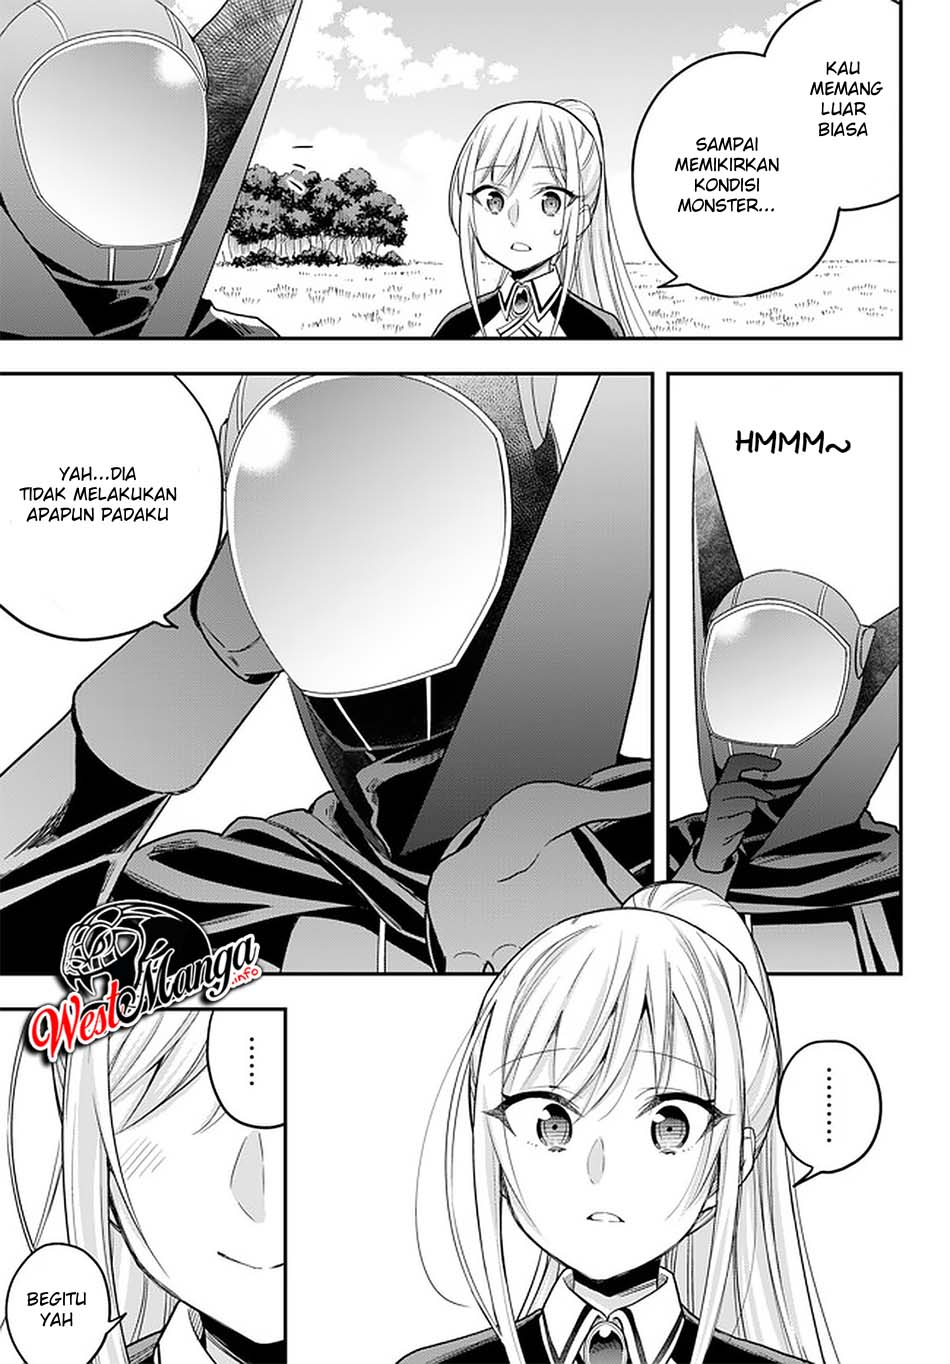 KAU
MEMANG
LUAR
BIASA
SAMPAI
MEMIKIRKAN
KONDISI
MONSTER...
HMMM~
YAH...DIA
TIDAK MELAKUKAN
APAPUN PADAKU
WestManga
.info
.........
......
BEGITU
YAH